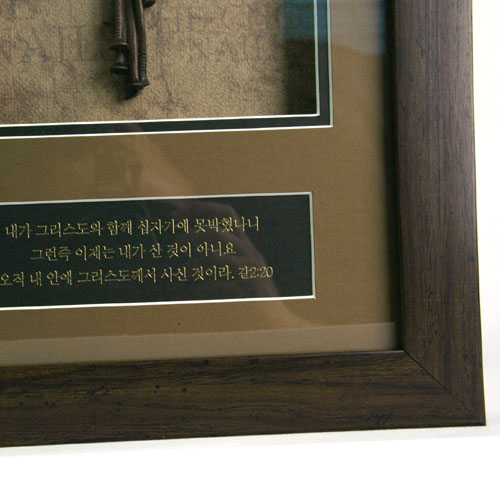 내가 그리스도와 함께 십자가에 못박혔나니
그런즉 이제는 내가 산 것이 아니요
오직 내 안에 그리스도께서 사신 것이라. 갈2:20